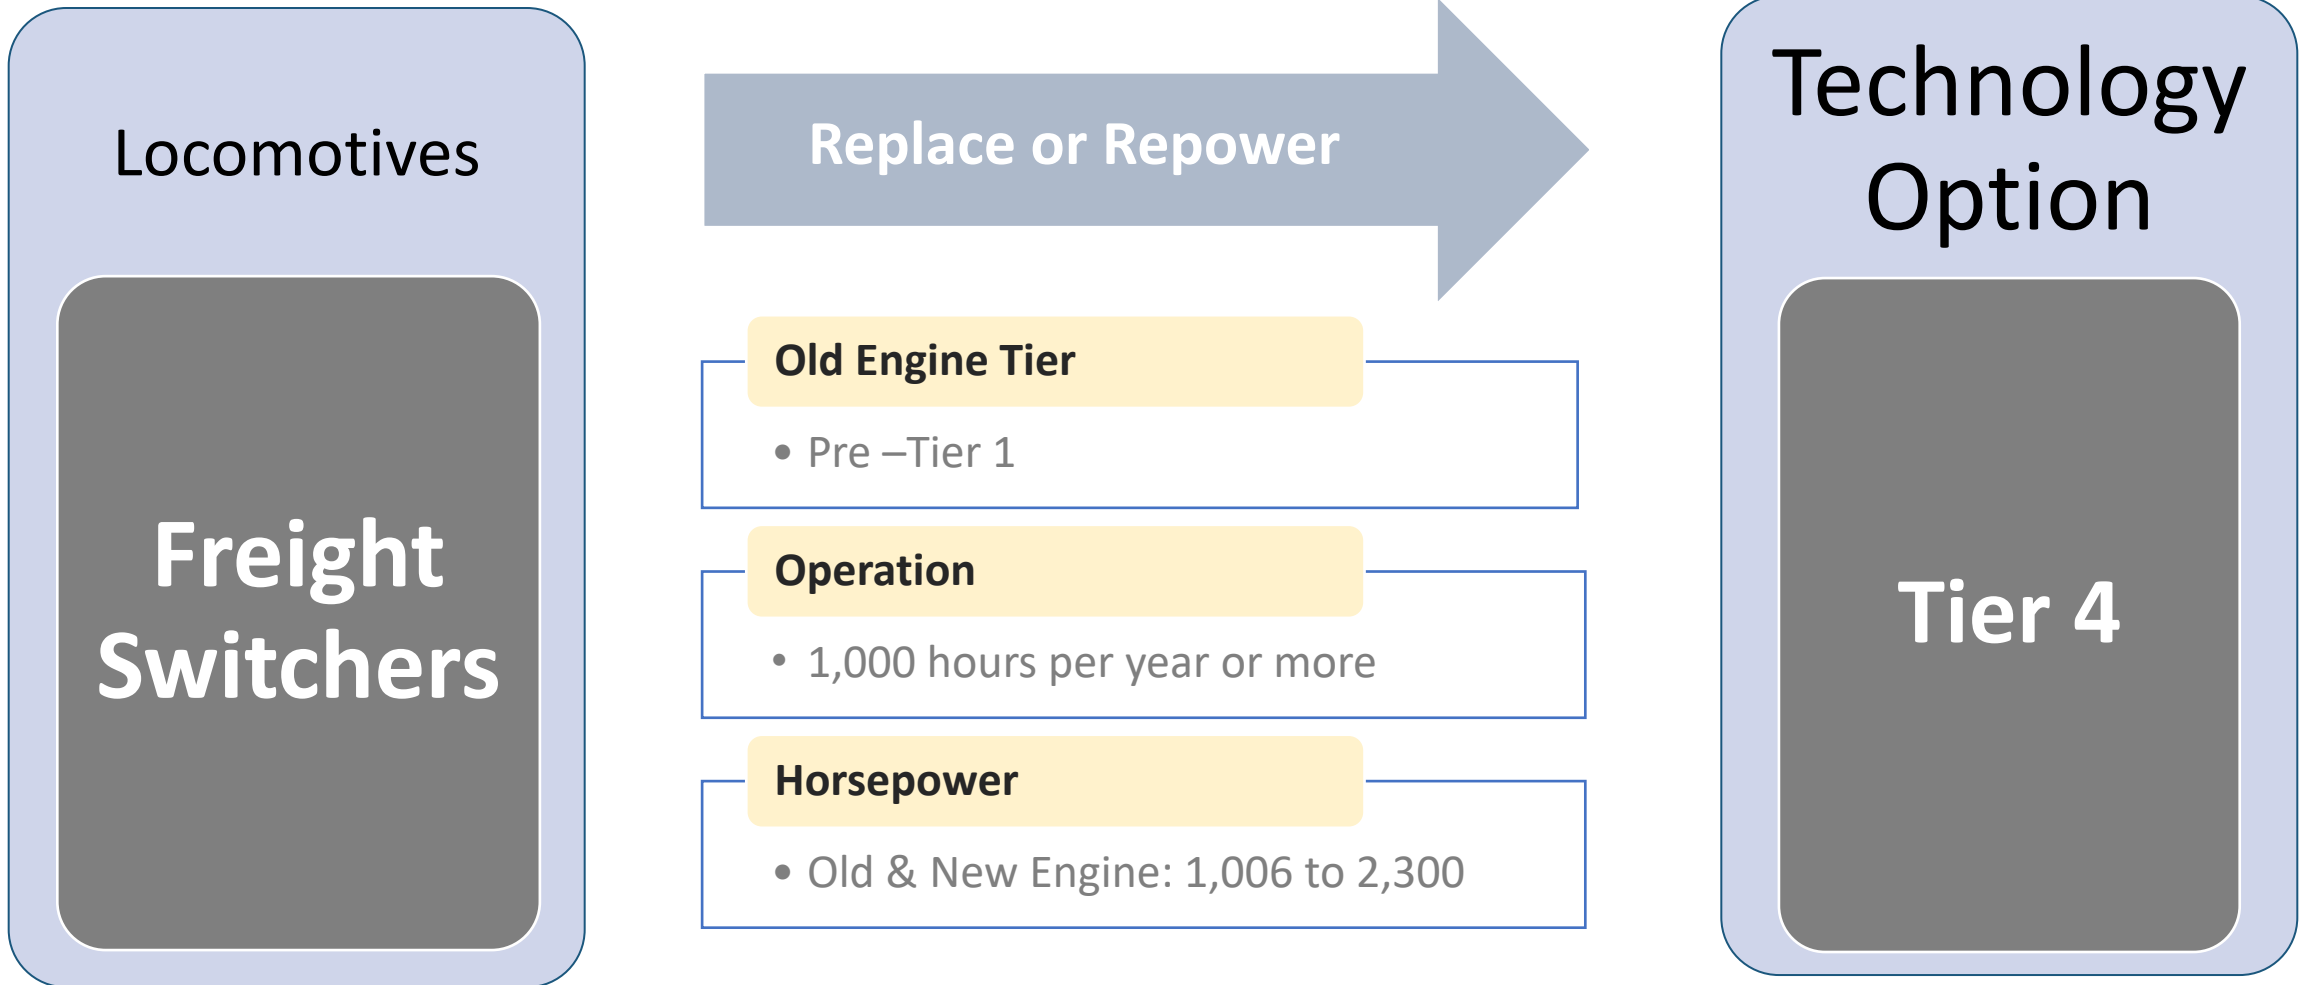 Locomotives
Freight
Switchers
Replace or Repower
Old Engine Tier
• Pre –Tier 1
Operation
• 1,000 hours per year or more
Horsepower
• Old & New Engine: 1,006 to 2,300
Technology
Option
Tier 4